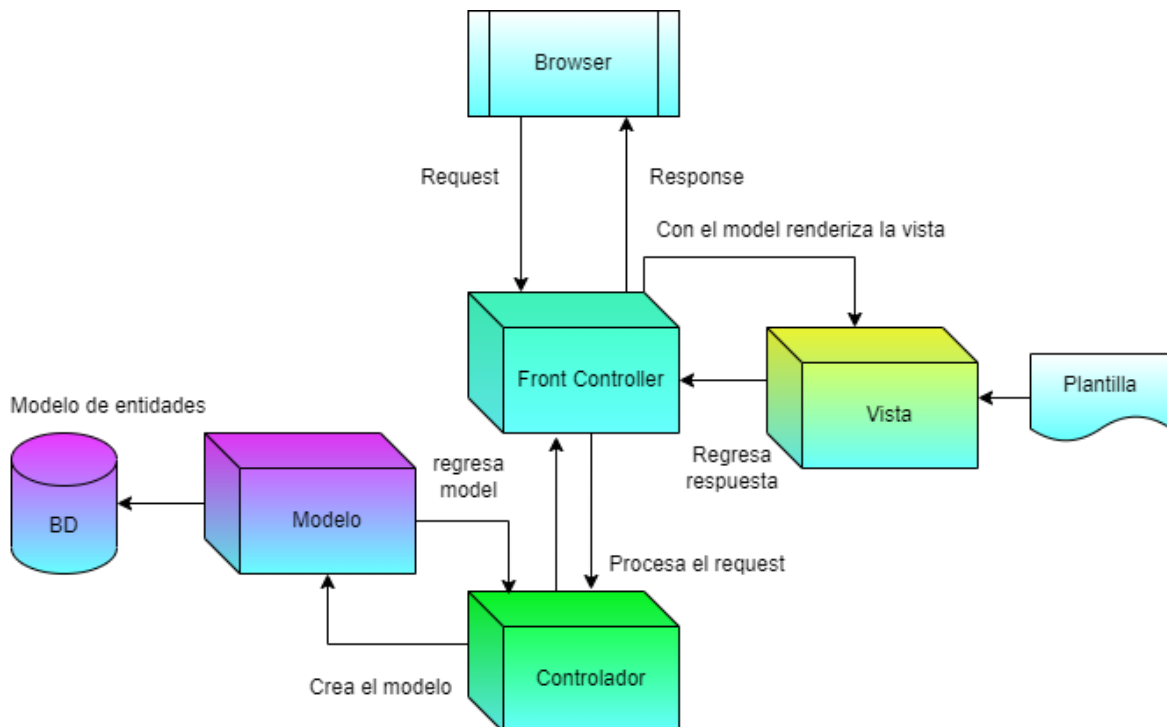 Browser
Request
Response
Con el model renderiza la vista
Front Controller
Plantilla
Vista
Modelo de entidades
regresa
model
Regresa
respuesta
BD
Modelo
Procesa el request
Crea el modelo
Controlador